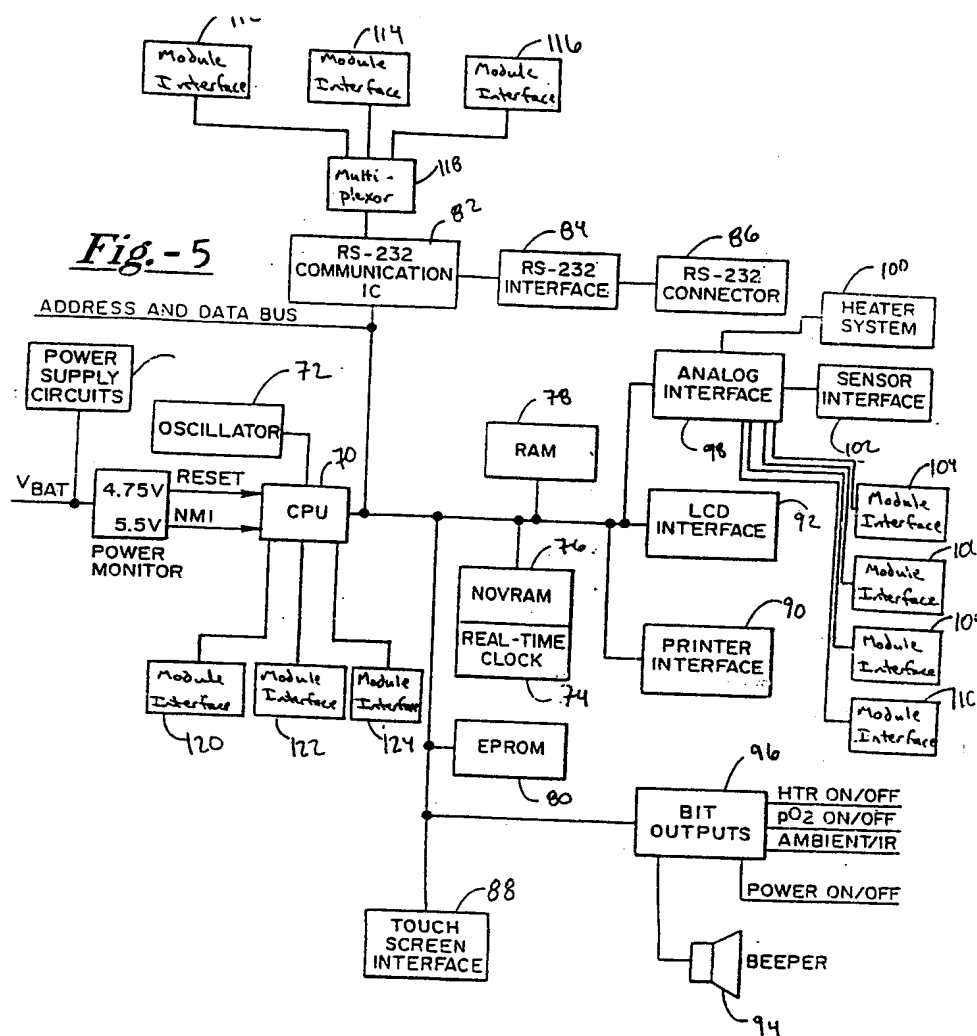 114
116
Module
Interface
Module
Interface
Module
Interface
Multi-
plexor
118
82
Fig.-5
RS-232
COMMUNICATION
IC
84
RS-232
INTERFACE
86
RS-232
CONNECTOR
100
HEATER
SYSTEM
ADDRESS AND DATA BUS
POWER
SUPPLY
CIRCUITS
72
OSCILLATOR
78
RAM
ANALOG
INTERFACE
98
SENSOR
INTERFACE
102
VBAT
4.75V
5.5V
POWER
MONITOR
RESET
NMI
70
CPU
LCD
INTERFACE
92
104
Module
Interface
76
NOVRAM
REAL-TIME
CLOCK
74
90
PRINTER
INTERFACE
Module
Interface
Module
Interface
110
Module
Interface
Module
Interface
120
Module
Interface
122
Module
Interface
124
EPROM
80
96
BIT
OUTPUTS
HTR ON/OFF
pO2 ON/OFF
AMBIENT/IR
POWER ON/OFF
88
TOUCH
SCREEN
INTERFACE
BEEPER
94